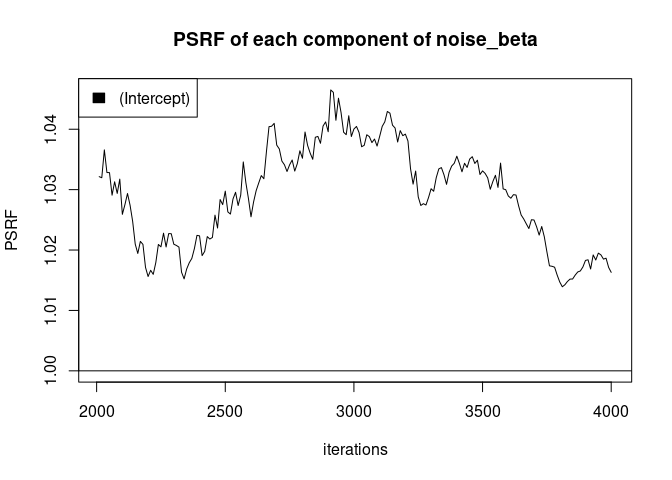 PSRF of each component of noise_beta
(Intercept)
PSRF
1.04
1.03
1.02
1.01
1.00
2000 2500 3000 3500 4000
iterations